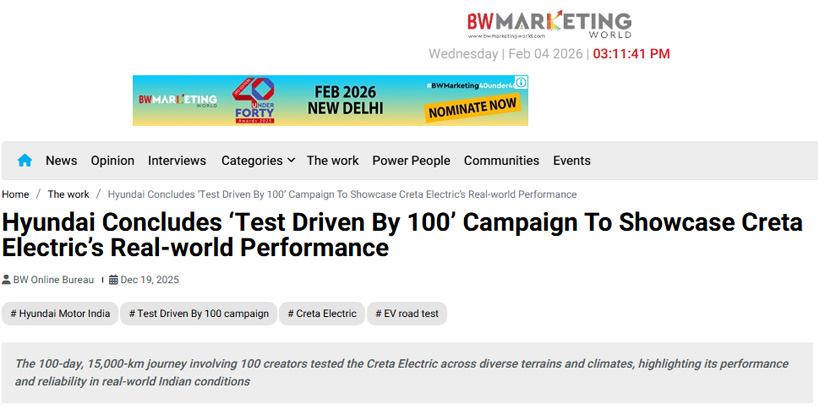 BW MARKETING
www.bwmarketingworld.com WORLD
Wednesday | Feb 04 2026 | 03:11:41 PM
BW MARKETING WORLD 40 UNDER FORTY FEB 2026 NEW DELHI #BWMarketing40under40 NOMINATE NOW
News Opinion Interviews Categories The work Power People Communities Events
Home / The work / Hyundai Concludes ‘Test Driven By 100’ Campaign To Showcase Creta Electric’s Real-world Performance
Hyundai Concludes ‘Test Driven By 100’ Campaign To Showcase Creta
Electric’s Real-world Performance
BW Online Bureau | Dec 19, 2025
# Hyundai Motor India # Test Driven By 100 campaign # Creta Electric # EV road test
The 100-day, 15,000-km journey involving 100 creators tested the Creta Electric across diverse terrains and climates, highlighting its performance
and reliability in real-world Indian conditions